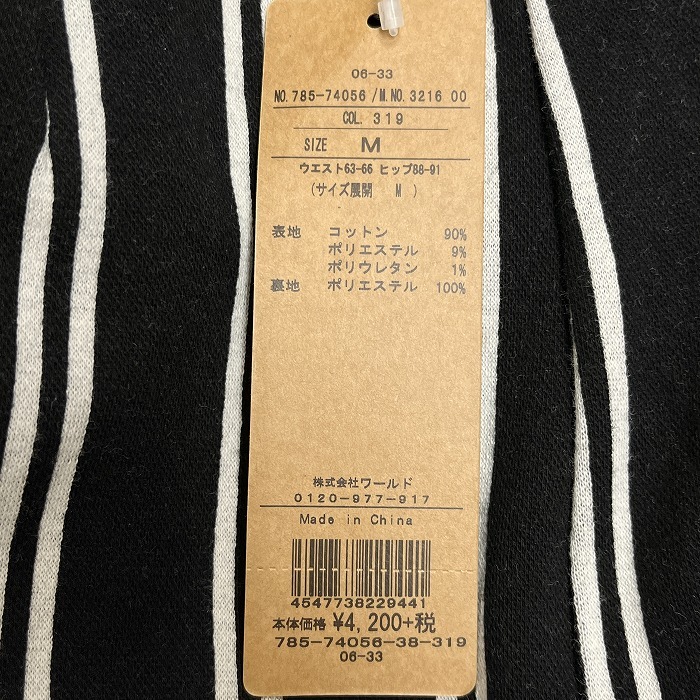 06-33
NO.785-74056/M.NO.3216 00
COL. 319
SIZE M
ウエスト63-66 ヒップ88-91
(サイズ展開 M )
表地 コットン 90%
ポリエステル 9%
ポリウレタン 1%
裏地 ポリエステル 100%
株式会社ワールド
0120-977-917
Made in China
4547738229441
本体価格 ¥4,200+税
785-74056-38-319
06-33